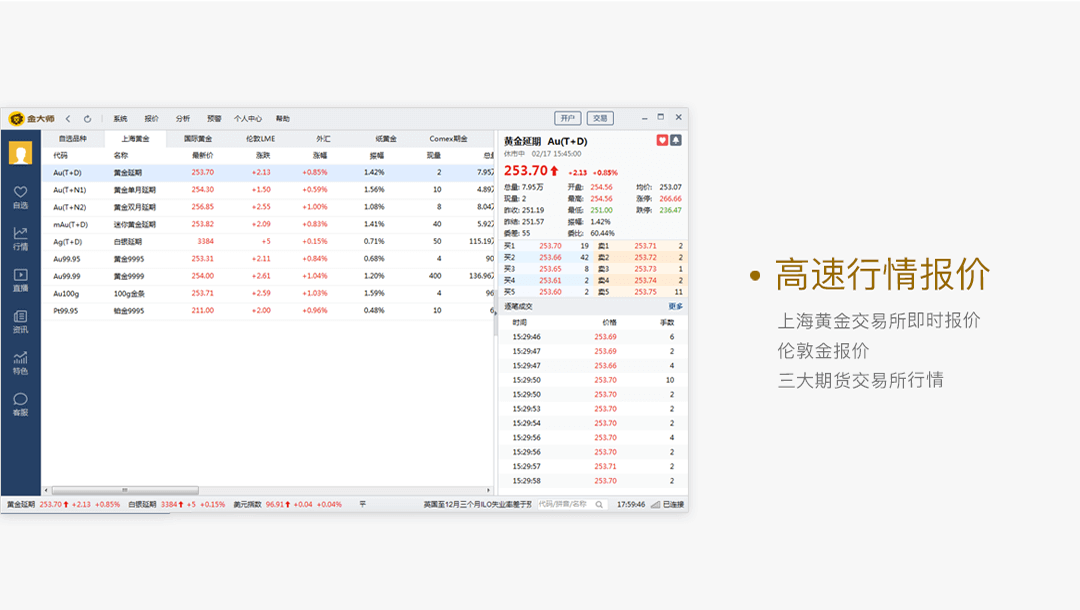 金大师 系统 报价 分析 预警 个人中心 帮助 开户 交易
自选品种 上海黄金 国际黄金 伦敦LME 外汇 纸黄金 Comex期金
代码 名称 最新价 涨跌 涨幅 振幅 现量 总量
Au(T+D) 黄金延期 253.70 +2.13 +0.85% 1.42% 2 7.95
Au(T+N1) 黄金单月延期 254.30 +1.50 +0.59% 1.56% 10 4.89
Au(T+N2) 黄金双月延期 256.85 +2.55 +1.00% 1.08% 8 8.04
mAu(T+D) 迷你黄金延期 253.82 +2.09 +0.83% 1.41% 40 5.92
Ag(T+D) 白银延期 3384 +5 +0.15% 0.71% 50 115.19
Au99.95 黄金9995 253.31 +2.11 +0.84% 0.68% 4 90
Au99.99 黄金9999 254.00 +2.61 +1.04% 1.20% 400 136.96
Au100g 100g金条 253.71 +2.59 +1.03% 1.59% 4 96
Pt99.95 铂金9995 211.00 +2.00 +0.96% 0.48% 10 6
自选
行情
直播
资讯
特色
客服
黄金延期 Au(T+D)
休市中 02/17 15:45:00
253.70 +2.13 +0.85%
总量: 7.95万 开盘: 254.56 均价: 253.07
现量: 2 最高: 254.56 涨停: 266.66
昨收: 251.19 最低: 251.00 跌停: 236.47
昨结: 251.57 振幅: 1.42%
委差: 55 委比: 60.44%
买1 253.70 19 卖1 253.71 2
买2 253.66 42 卖2 253.72 2
买3 253.65 8 卖3 253.73 1
买4 253.61 2 卖4 253.74 2
买5 253.60 2 卖5 253.75 11
逐笔成交 更多
时间 价格 手数
15:29:46 253.69 6
15:29:47 253.69 2
15:29:47 253.66 4
15:29:50 253.70 10
15:29:50 253.70 2
15:29:53 253.70 2
15:29:54 253.70 2
15:29:56 253.70 4
15:29:56 253.70 2
15:29:57 253.71 2
15:29:58 253.70 2
黄金延期 253.70 +2.13 +0.85% 白银延期 3384 +5 +0.15% 美元指数 96.91 +0.04 +0.04% 英国至12月三个月ILO失业率差于预 代码/拼音/名称 17:59:46 已连接
高速行情报价
上海黄金交易所即时报价
伦敦金报价
三大期货交易所行情